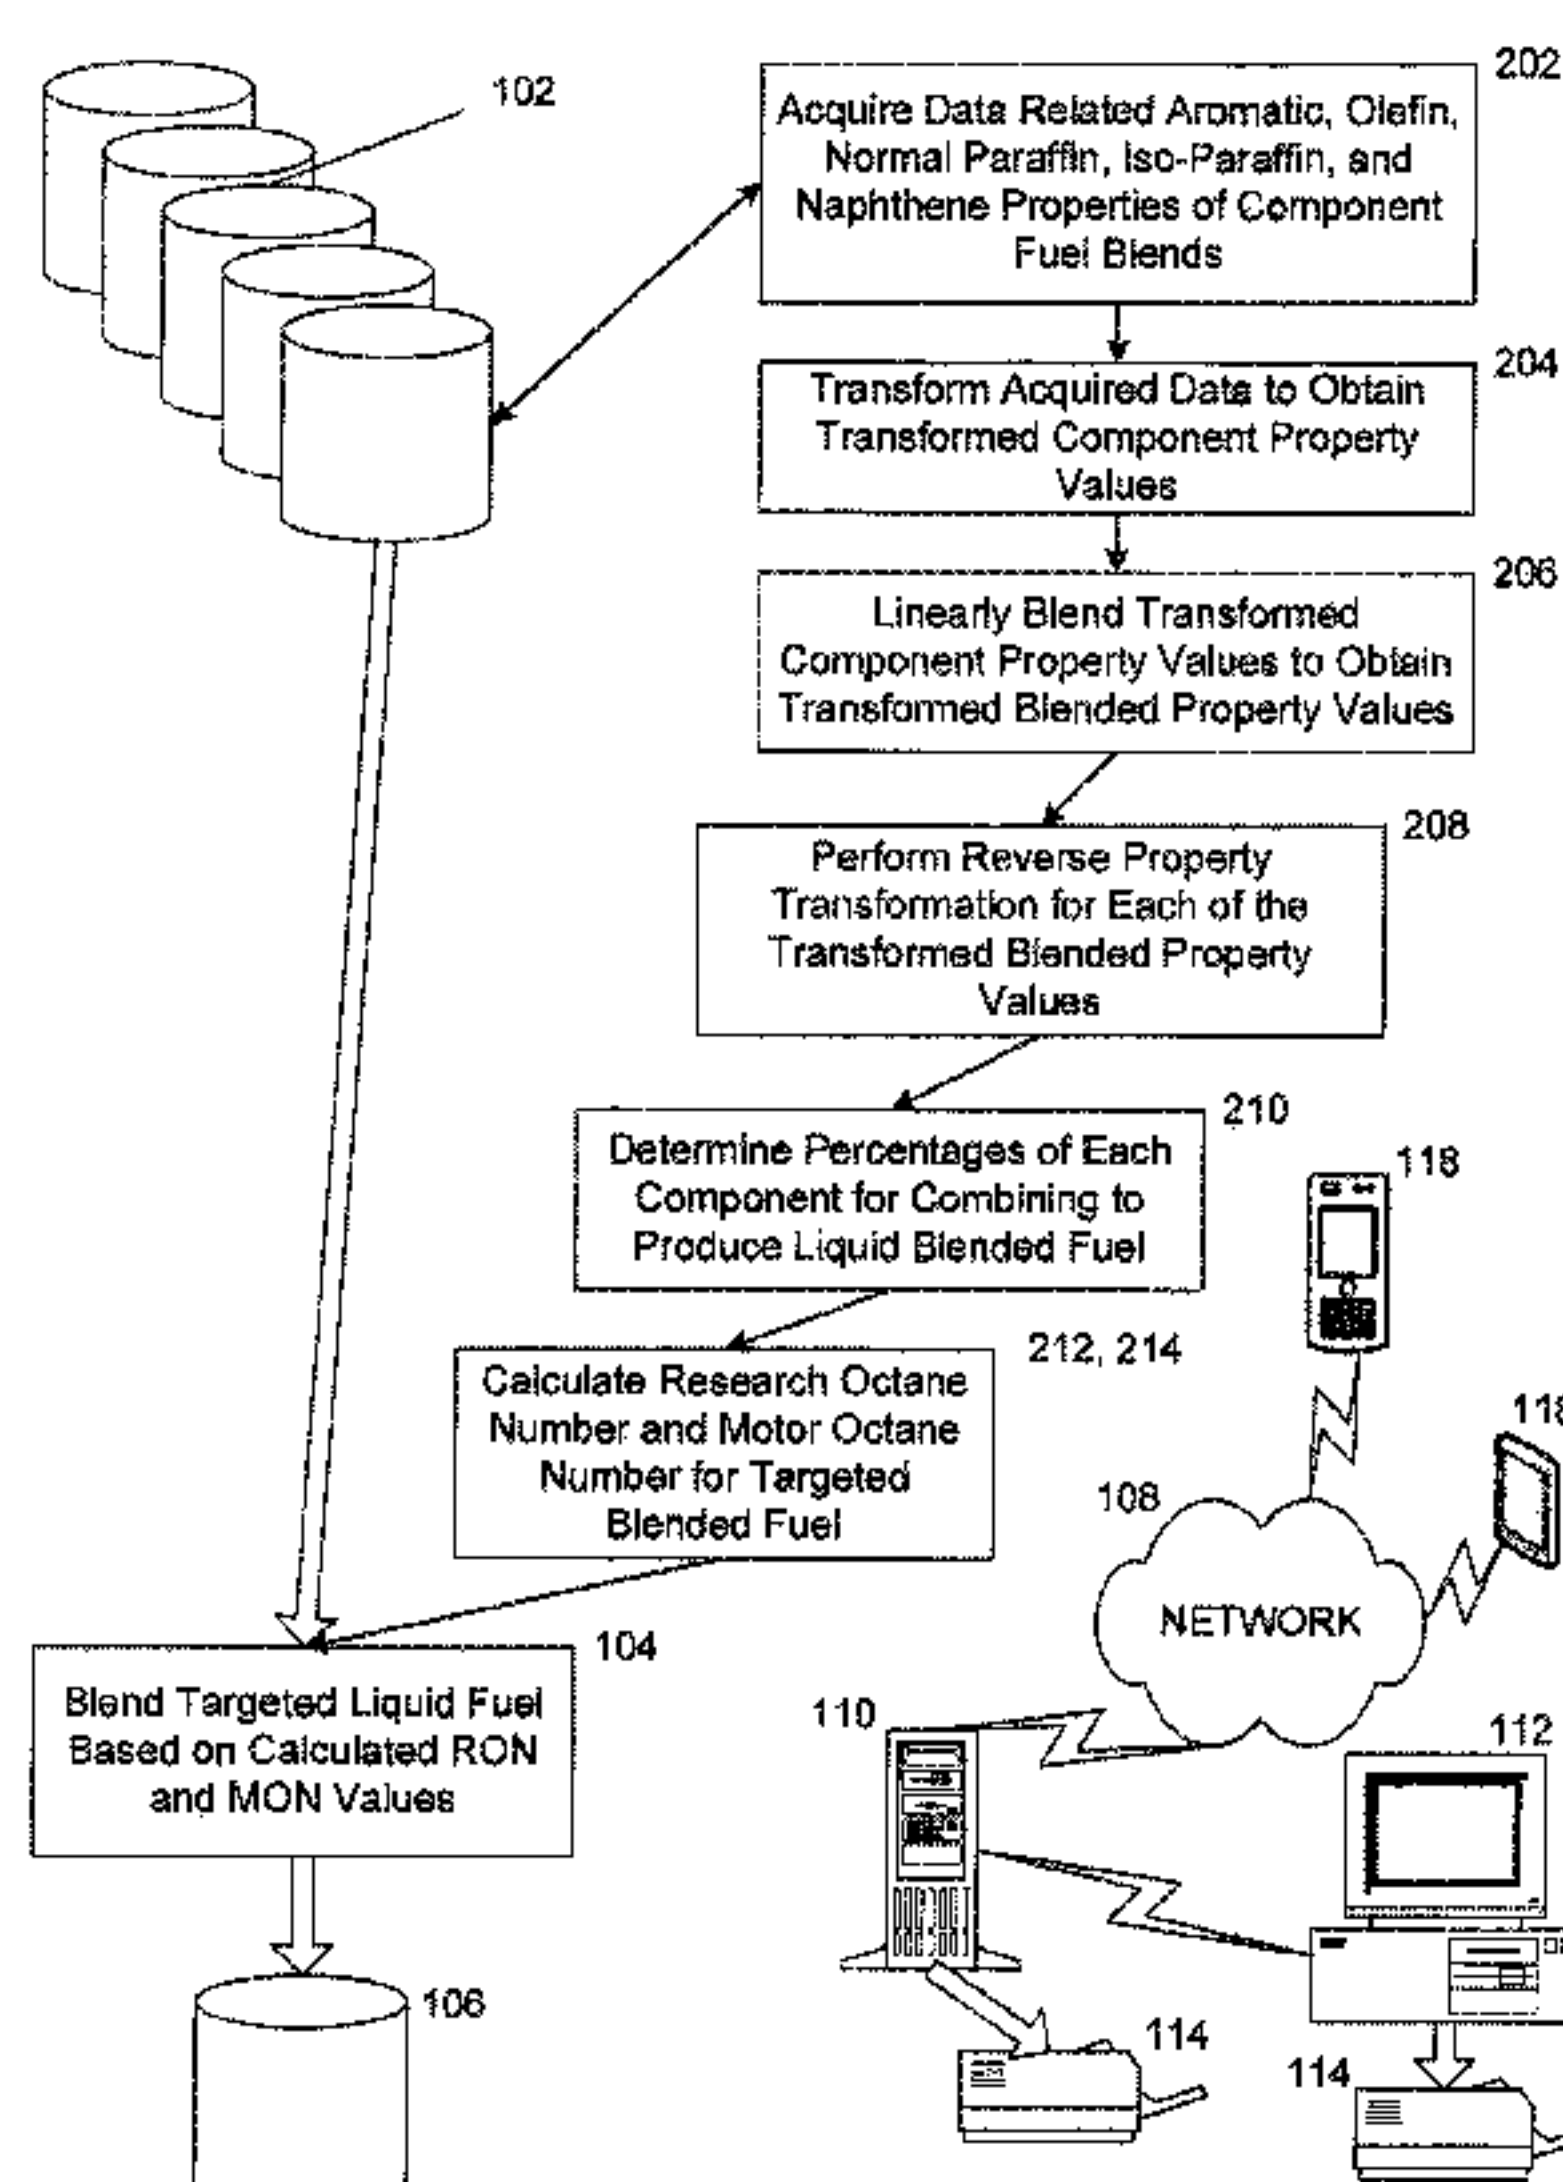 102
202
Acquire Data Related Aromatic, Olefin,
Normal Paraffin, Iso-Paraffin, and
Naphthene Properties of Component
Fuel Blends
204
Transform Acquired Data to Obtain
Transformed Component Property
Values
206
Linearly Blend Transformed
Component Property Values to Obtain
Transformed Blended Property Values
208
Perform Reverse Property
Transformation for Each of the
Transformed Blended Property
Values
210
Determine Percentages of Each
Component for Combining to
Produce Liquid Blended Fuel
118
212, 214
Calculate Research Octane
Number and Motor Octane
Number for Targeted
Blended Fuel
118
108
NETWORK
104
Blend Targeted Liquid Fuel
Based on Calculated RON
and MON Values
110
112
106
114
114